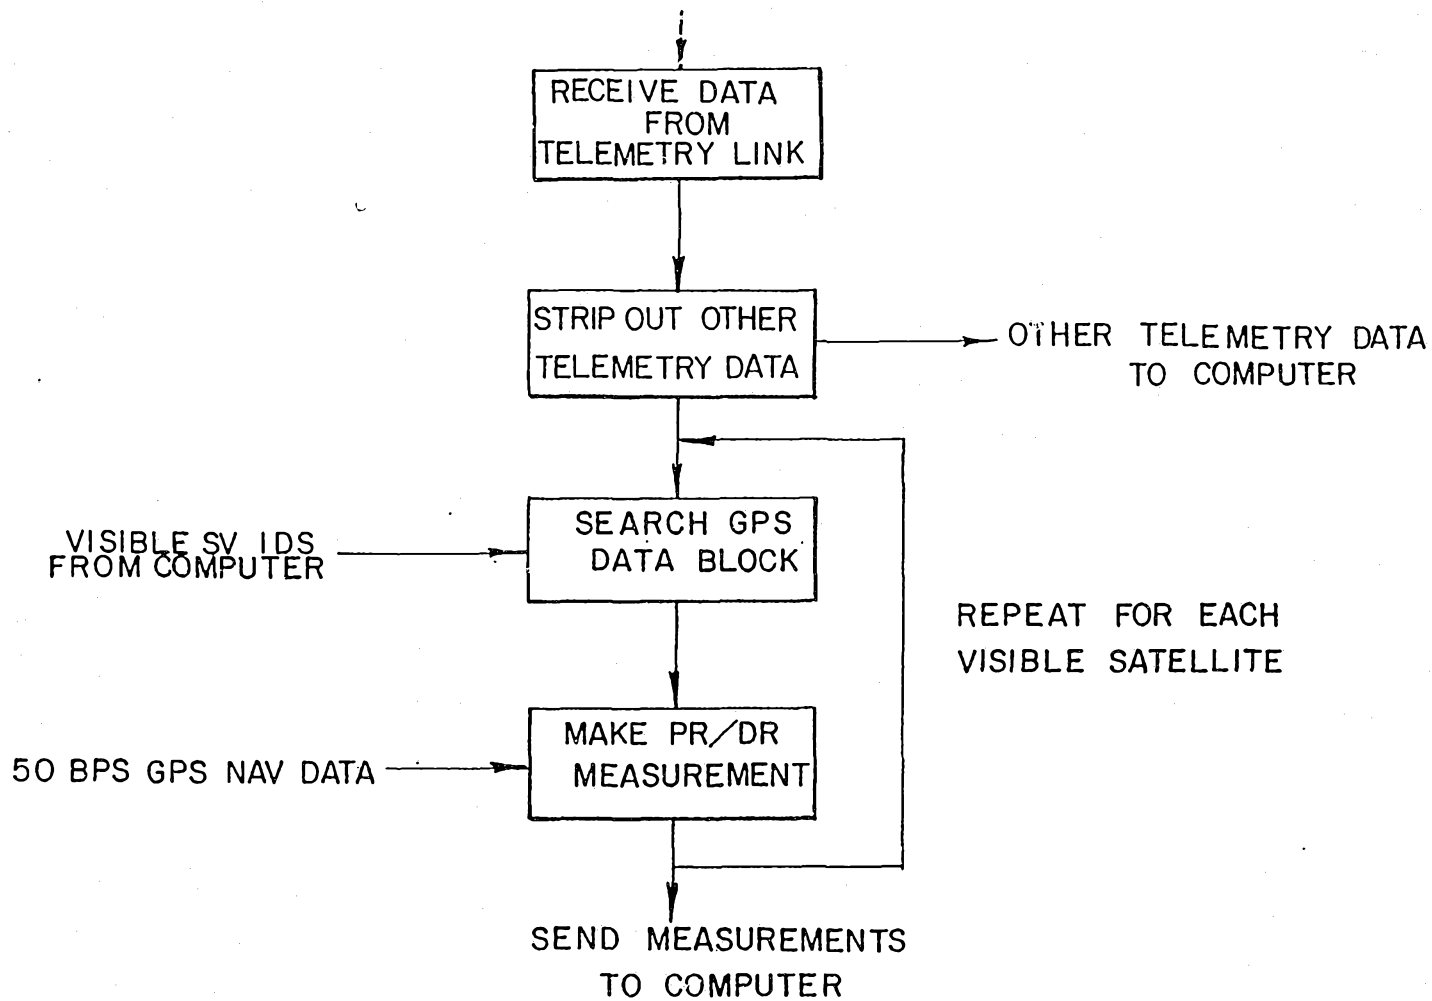 RECEIVE DATA
FROM
TELEMETRY LINK
STRIP OUT OTHER
TELEMETRY DATA
OTHER TELEMETRY DATA
TO COMPUTER
SEARCH GPS
DATA BLOCK
VISIBLE SV IDS
FROM COMPUTER
REPEAT FOR EACH
VISIBLE SATELLITE
MAKE PR/DR
MEASUREMENT
50 BPS GPS NAV DATA
SEND MEASUREMENTS
TO COMPUTER